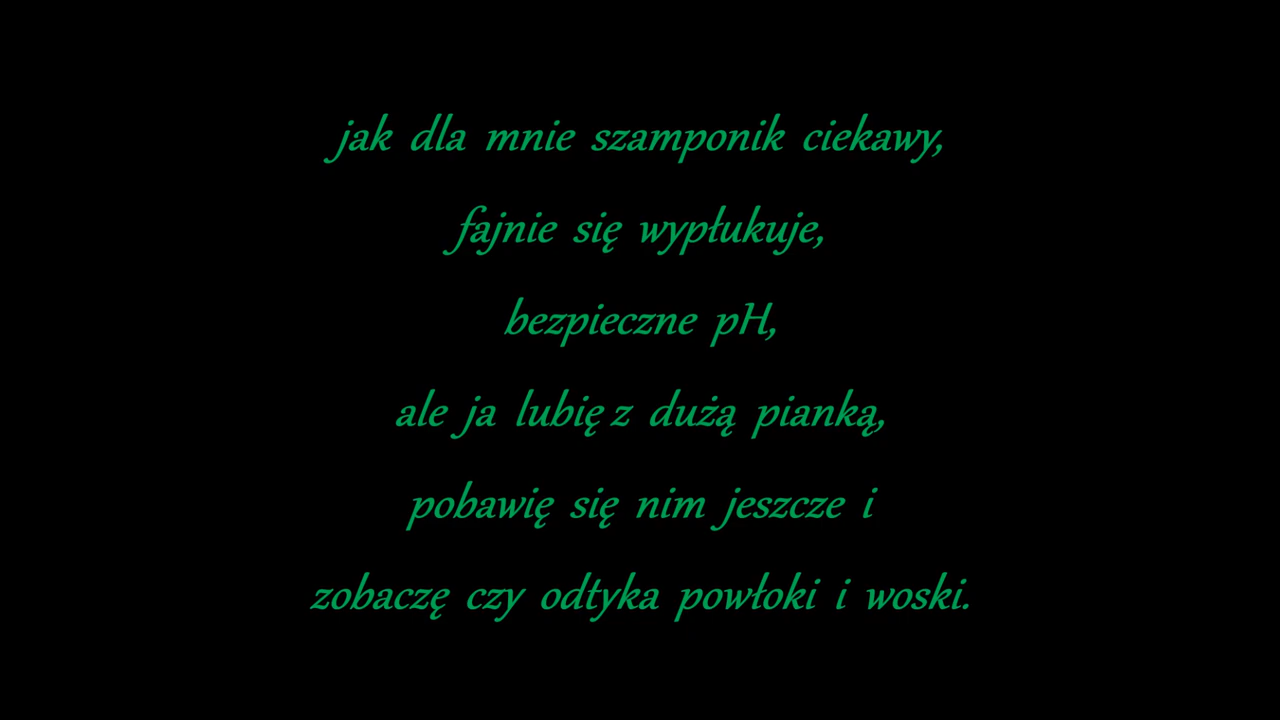 jak dla mnie szamponik ciekawy,
fajnie się wypłukuje,
bezpieczne pH,
ale ja lubię z dużą pianką,
pobawię się nim jeszcze i
zobaczę czy odtyka powłoki i woski.